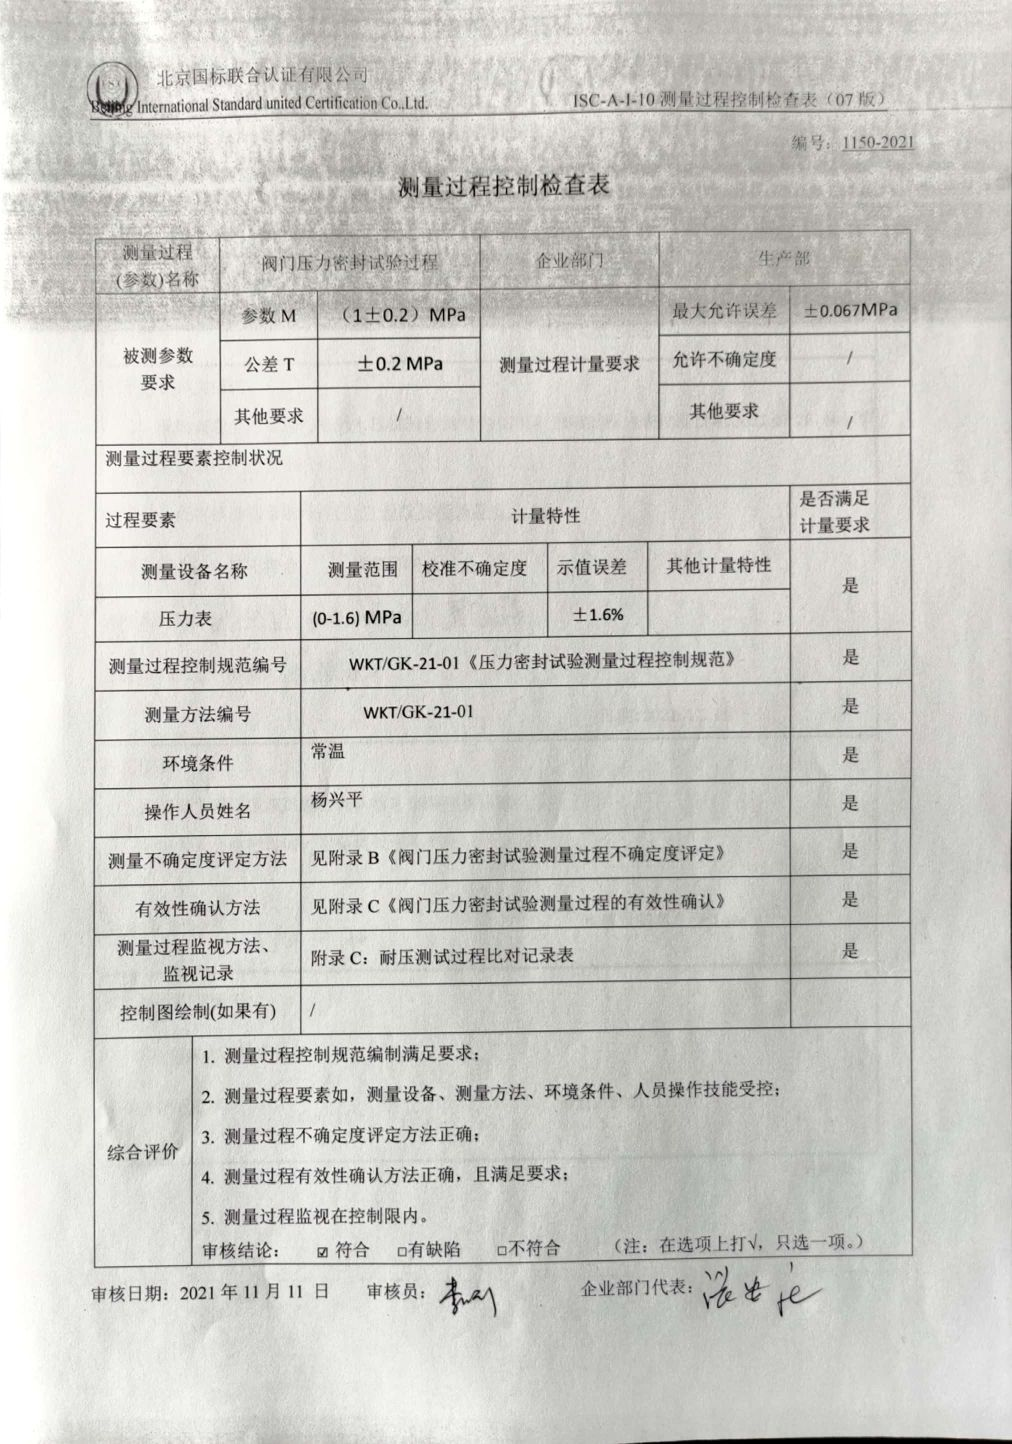 北京国标联合认证有限公司
Beijing International Standard united Certification Co.,Ltd.
ISC-A-I-10 测量过程控制检查表（07 版）
编号：1150-2021
测量过程控制检查表
测量过程
(参数)名称
阀门压力密封试验过程
企业部门
生产部
被测参数
要求
参数 M
（1±0.2）MPa
测量过程计量要求
最大允许误差
±0.067MPa
公差 T
±0.2 MPa
允许不确定度
/
其他要求
/
其他要求
/
测量过程要素控制状况
过程要素
计量特性
是否满足
计量要求
测量设备名称
测量范围
校准不确定度
示值误差
其他计量特性
是
压力表
(0-1.6) MPa
±1.6%
测量过程控制规范编号
WKT/GK-21-01《压力密封试验测量过程控制规范》
是
测量方法编号
WKT/GK-21-01
是
环境条件
常温
是
操作人员姓名
杨兴平
是
测量不确定度评定方法
见附录 B《阀门压力密封试验测量过程不确定度评定》
是
有效性确认方法
见附录 C《阀门压力密封试验测量过程的有效性确认》
是
测量过程监视方法、
监视记录
附录 C：耐压测试过程比对记录表
是
控制图绘制(如果有)
/
综合评价
1. 测量过程控制规范编制满足要求；
2. 测量过程要素如，测量设备、测量方法、环境条件、人员操作技能受控；
3. 测量过程不确定度评定方法正确；
4. 测量过程有效性确认方法正确，且满足要求；
5. 测量过程监视在控制限内。
审核结论： ☑ 符合 □有缺陷 □不符合 （注：在选项上打√，只选一项。）
审核日期：2021 年 11 月 11 日 审核员： 企业部门代表：